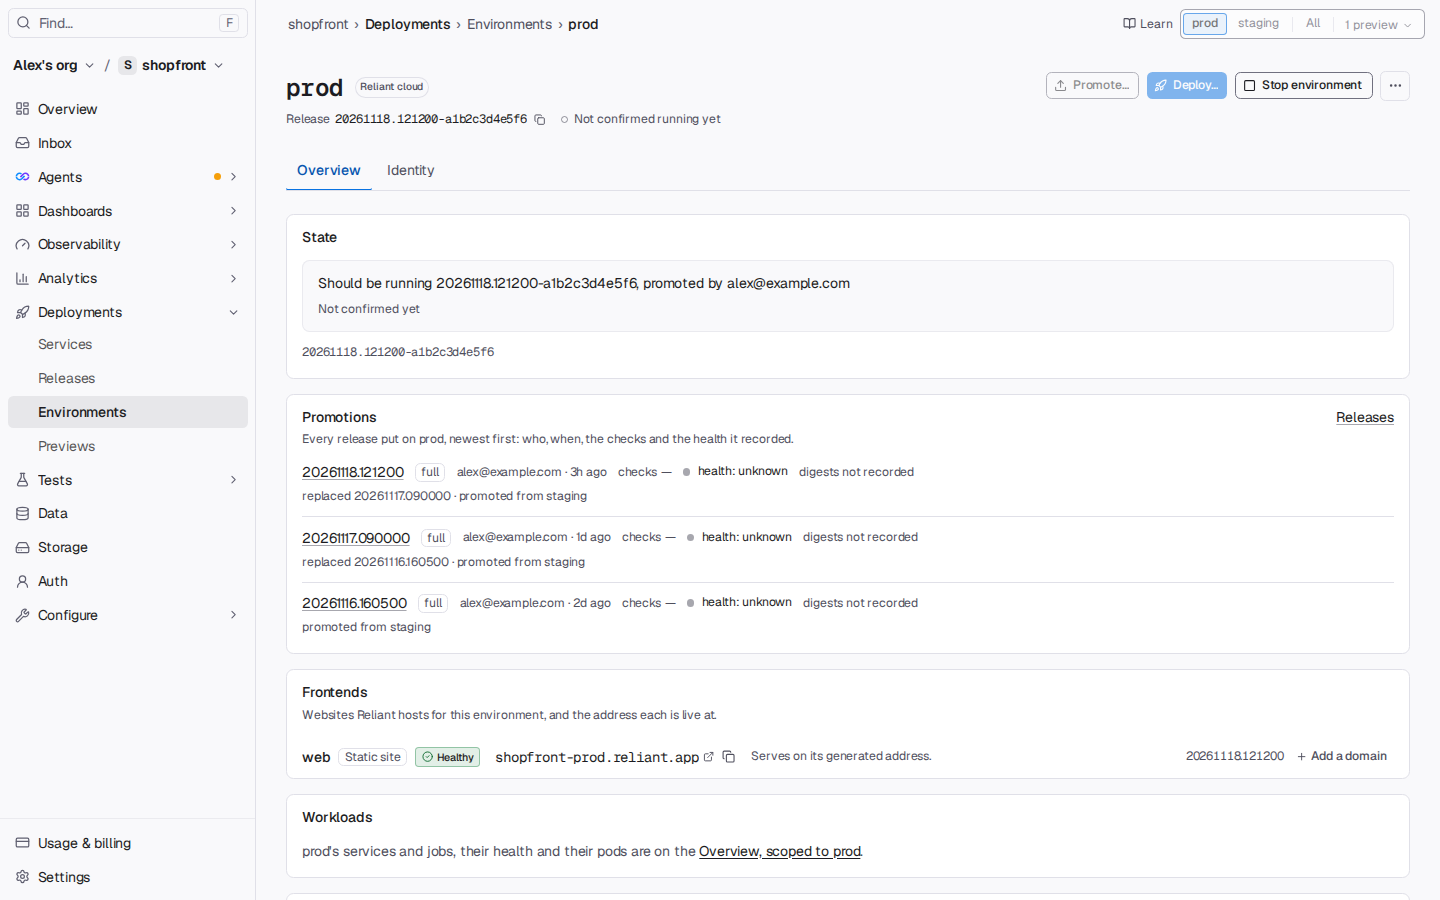 Find...
F
Alex's org / S shopfront
Overview
Inbox
Agents
Dashboards
Observability
Analytics
Deployments
Services
Releases
Environments
Previews
Tests
Data
Storage
Auth
Configure
Usage & billing
Settings
shopfront › Deployments › Environments › prod
Learn
prod staging All 1 preview
prod Reliant cloud
Promote... Deploy... Stop environment ...
Release 20261118.121200-a1b2c3d4e5f6 Not confirmed running yet
Overview Identity
State
Should be running 20261118.121200-a1b2c3d4e5f6, promoted by alex@example.com
Not confirmed yet
20261118.121200-a1b2c3d4e5f6
Promotions
Releases
Every release put on prod, newest first: who, when, the checks and the health it recorded.
20261118.121200 full alex@example.com · 3h ago checks — health: unknown digests not recorded
replaced 20261117.090000 · promoted from staging
20261117.090000 full alex@example.com · 1d ago checks — health: unknown digests not recorded
replaced 20261116.160500 · promoted from staging
20261116.160500 full alex@example.com · 2d ago checks — health: unknown digests not recorded
promoted from staging
Frontends
Websites Reliant hosts for this environment, and the address each is live at.
web Static site Healthy shopfront-prod.reliant.app Serves on its generated address. 20261118.121200 + Add a domain
Workloads
prod's services and jobs, their health and their pods are on the Overview, scoped to prod.